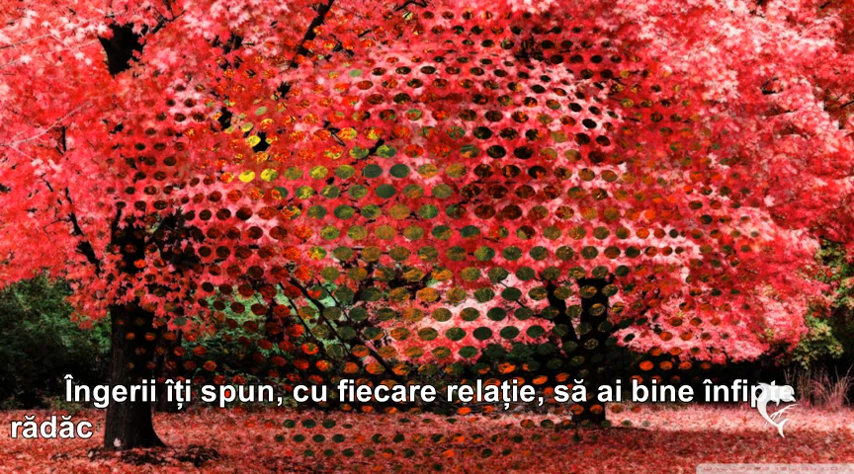 Îngerii îți spun, cu fiecare relație, să ai bine înfipte
rădăc